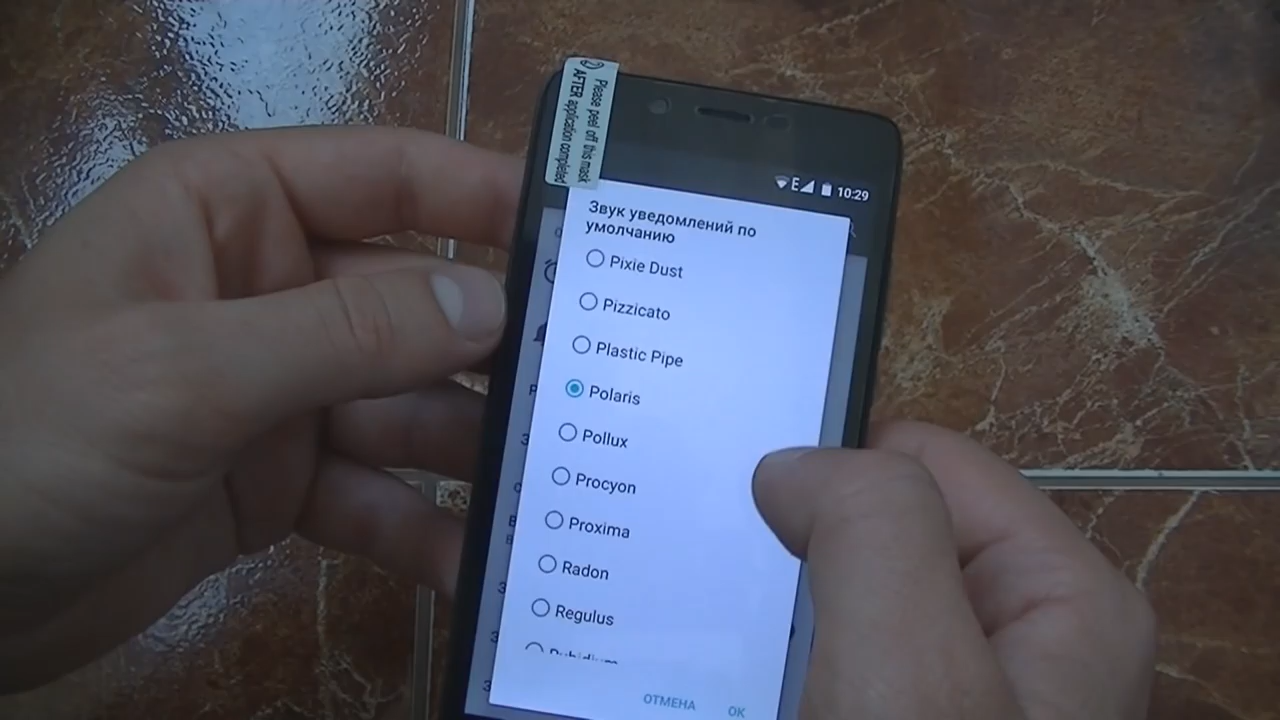 Please peel off this mask
AFTER application completed
2
E
10:29
Звук уведомлений по
умолчанию
Pixie Dust
Pizzicato
Plastic Pipe
Polaris
Pollux
Procyon
Proxima
Radon
Regulus
ОТМЕНА
OK